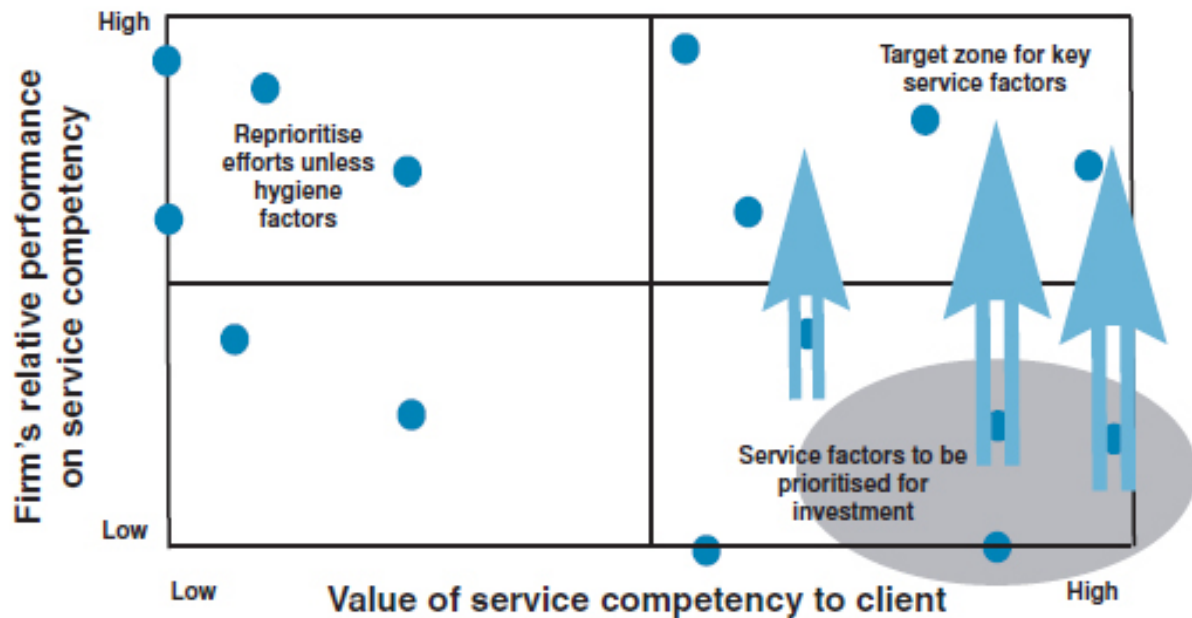 High
Target zone for key
service factors
Reprioritise
efforts unless
hygiene
factors
Firm's relative performance
on service competency
Service factors to be
prioritised for
investment
Low
Low
Value of service competency to client
High